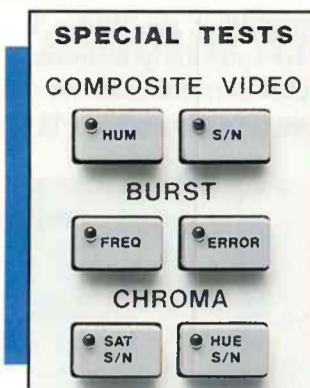 SPECIAL TESTS
COMPOSITE VIDEO
HUM S/N
BURST
FREQ ERROR
CHROMA
SAT HUE
S/N S/N